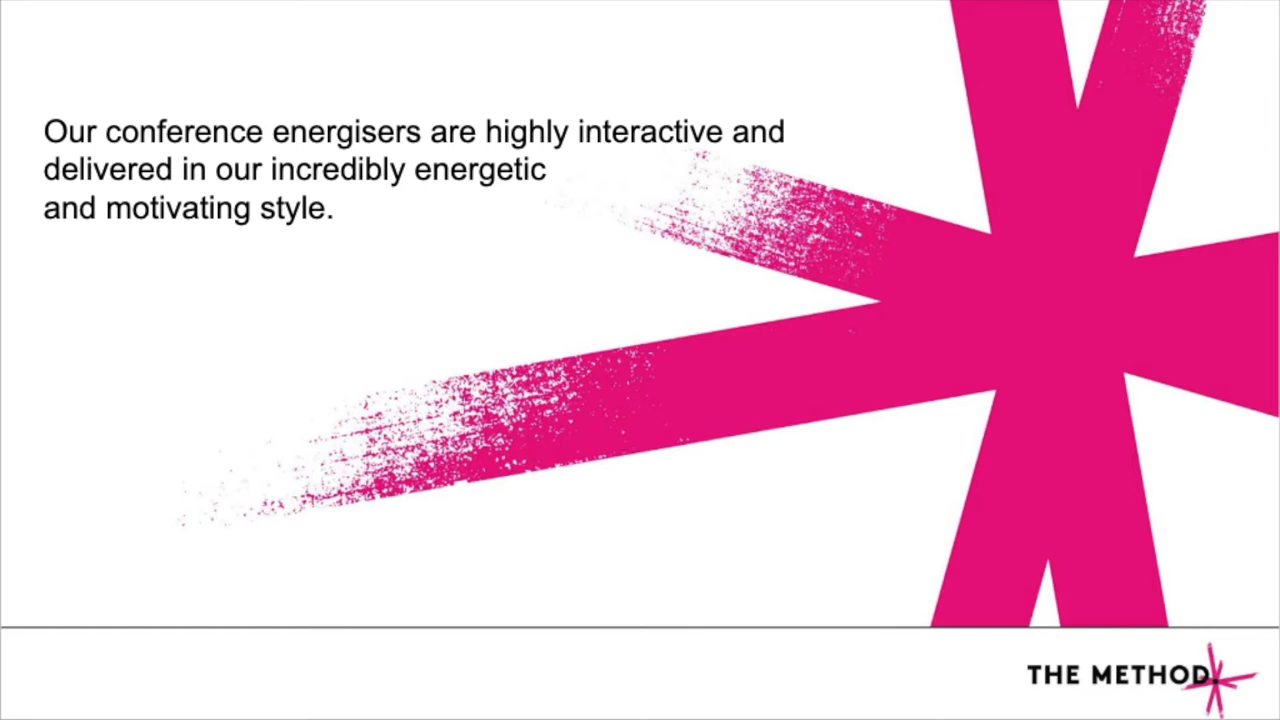 Our conference energisers are highly interactive and
delivered in our incredibly energetic
and motivating style.
THE METHOD.